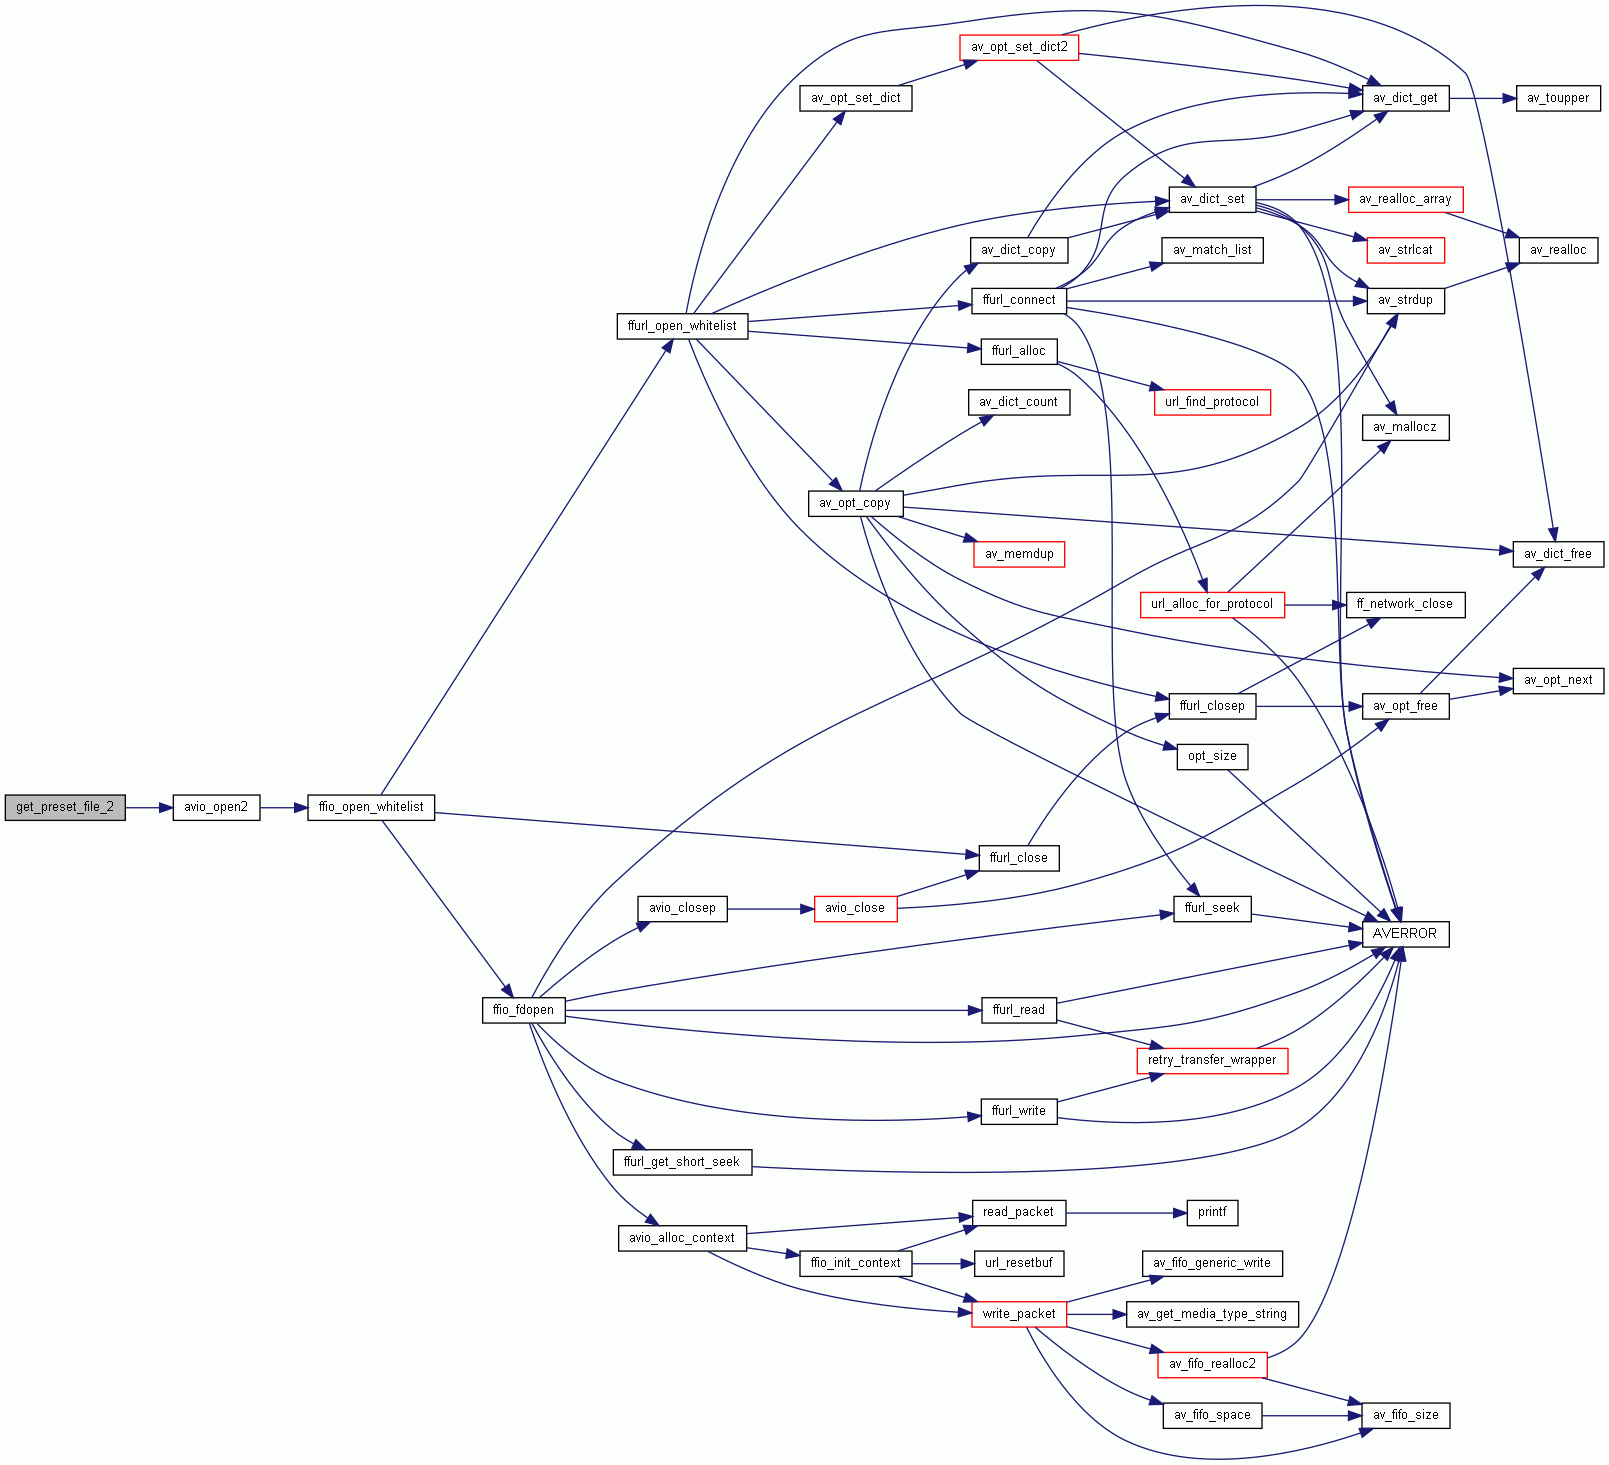 av_opt_set_dict2
av_opt_set_dict
av_dict_get
av_toupper
av_dict_set
av_realloc_array
av_dict_copy
av_match_list
av_strlcat
av_realloc
ffurl_connect
av_strdup
ffurl_open_whitelist
ffurl_alloc
av_dict_count
url_find_protocol
av_mallocz
av_opt_copy
av_memdup
av_dict_free
url_alloc_for_protocol
ff_network_close
av_opt_next
ffurl_closep
av_opt_free
opt_size
get_preset_file_2
avio_open2
ffio_open_whitelist
ffurl_close
avio_closep
avio_close
ffurl_seek
AVERROR
ffio_fdopen
ffurl_read
retry_transfer_wrapper
ffurl_write
ffurl_get_short_seek
read_packet
printf
avio_alloc_context
ffio_init_context
url_resetbuf
av_fifo_generic_write
write_packet
av_get_media_type_string
av_fifo_realloc2
av_fifo_space
av_fifo_size